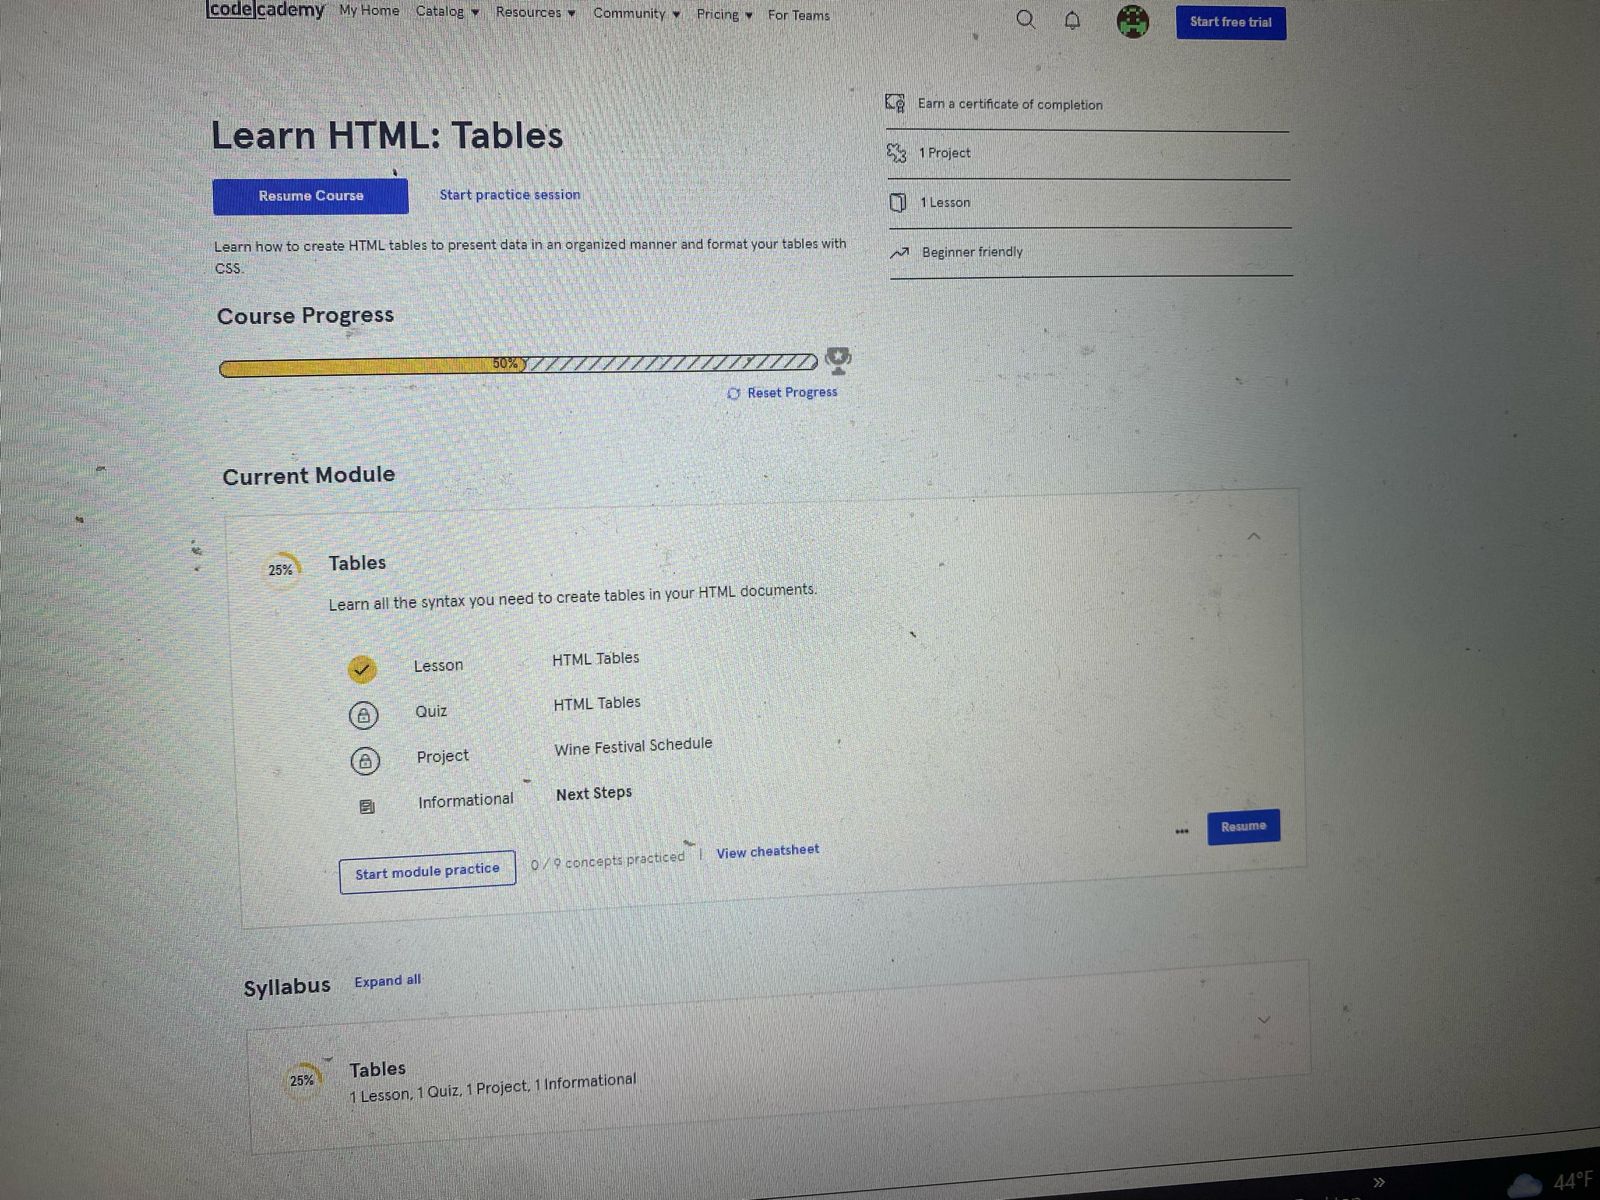 codecademy My Home Catalog Resources Community Pricing For Teams Start free trial
Learn HTML: Tables
Resume Course Start practice session
Learn how to create HTML tables to present data in an organized manner and format your tables with
CSS.
Earn a certificate of completion
1 Project
1 Lesson
Beginner friendly
Course Progress
50%
Reset Progress
Current Module
25% Tables
Learn all the syntax you need to create tables in your HTML documents.
Lesson HTML Tables
Quiz HTML Tables
Project Wine Festival Schedule
Informational Next Steps
Start module practice 0 / 9 concepts practiced | View cheatsheet ••• Resume
Syllabus Expand all
25% Tables
1 Lesson, 1 Quiz, 1 Project, 1 Informational
» 44°F